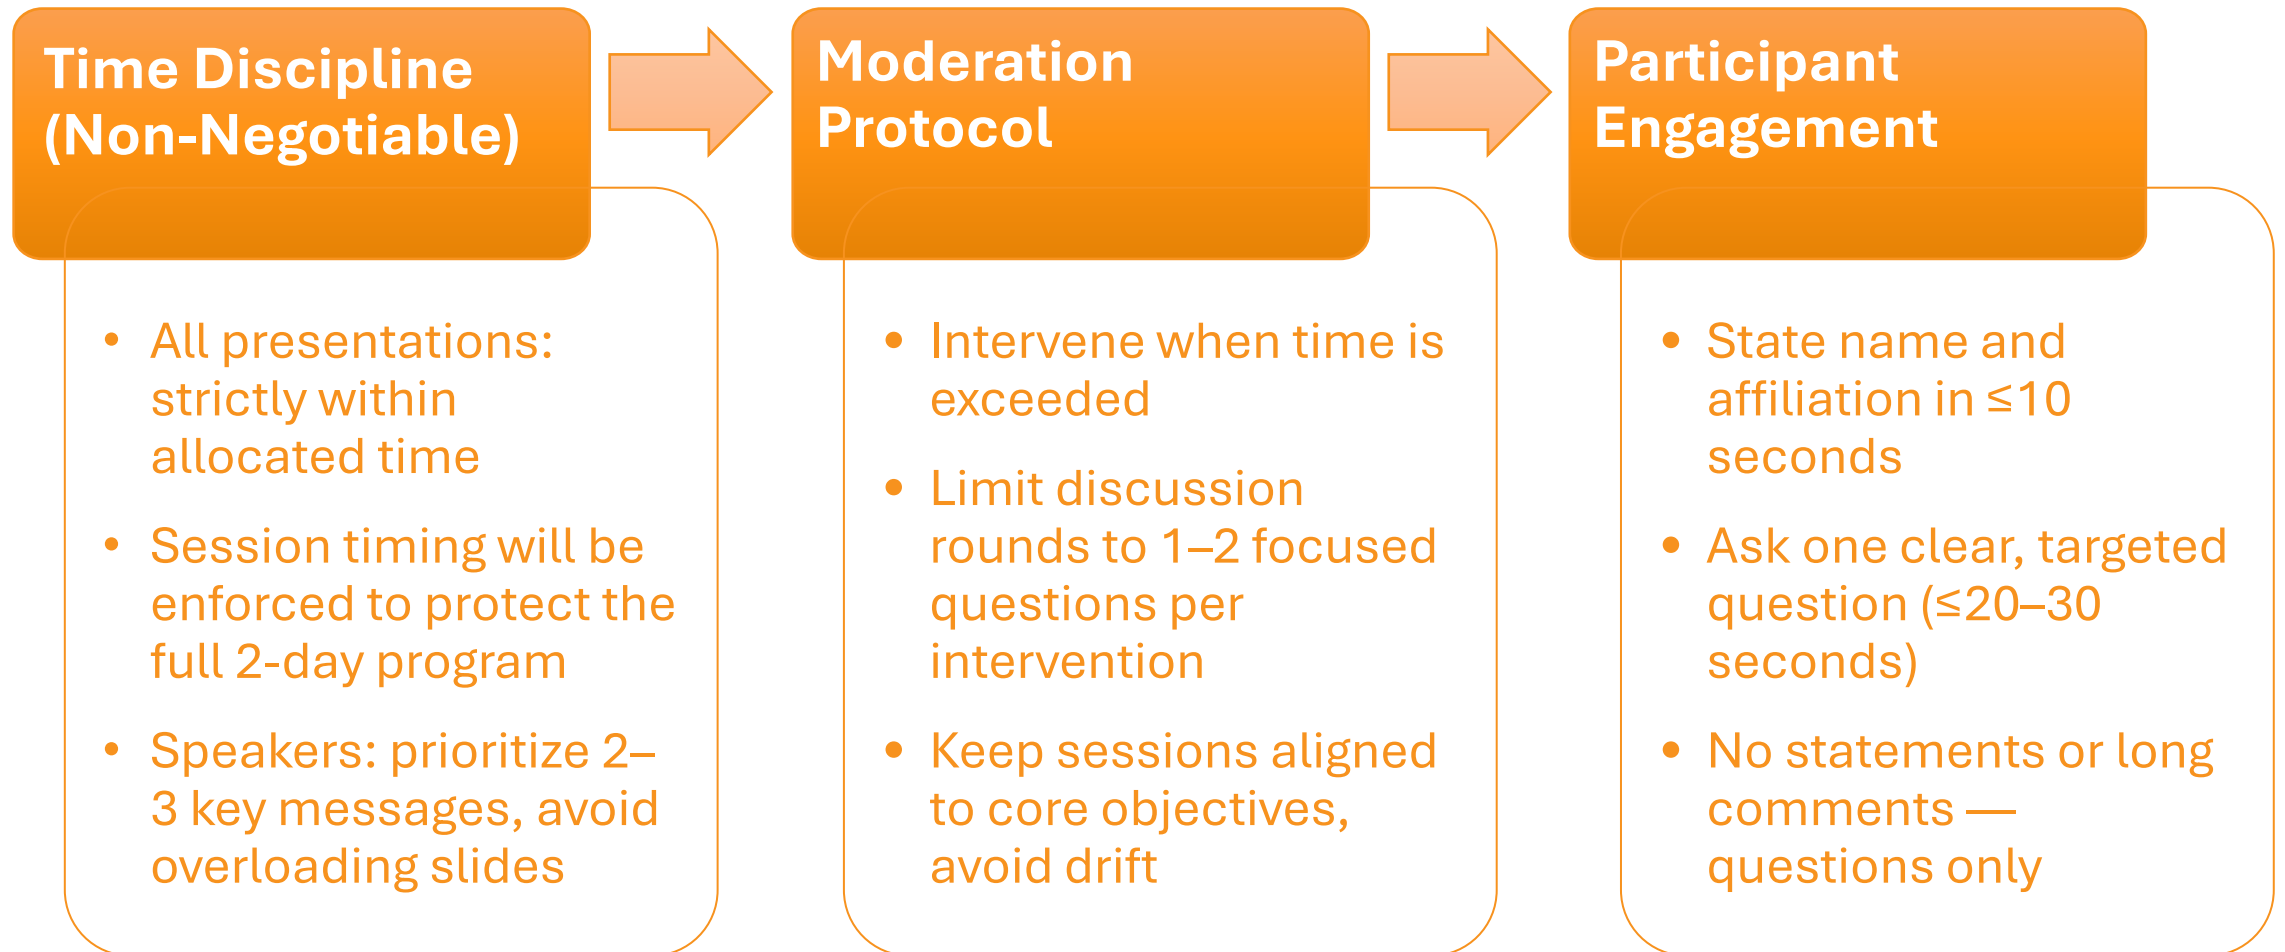 Time Discipline
(Non-Negotiable)
• All presentations:
strictly within
allocated time
• Session timing will be
enforced to protect the
full 2-day program
• Speakers: prioritize 2–
3 key messages, avoid
overloading slides
Moderation
Protocol
• Intervene when time is
exceeded
• Limit discussion
rounds to 1–2 focused
questions per
intervention
• Keep sessions aligned
to core objectives,
avoid drift
Participant
Engagement
• State name and
affiliation in ≤10
seconds
• Ask one clear, targeted
question (≤20–30
seconds)
• No statements or long
comments —
questions only